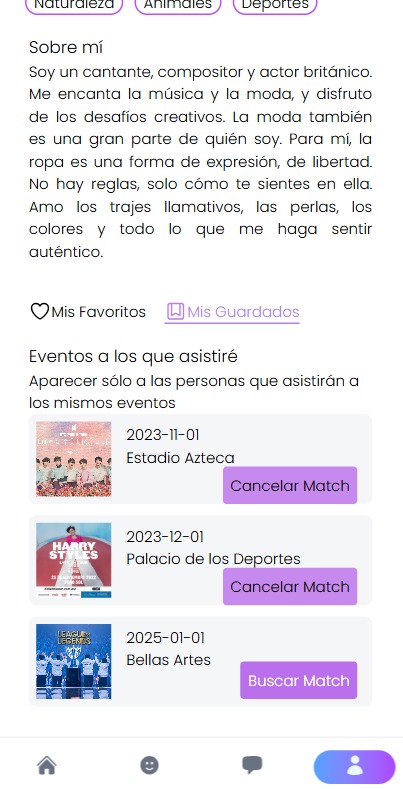 Naturaleza Animales Deportes
Sobre mí
Soy un cantante, compositor y actor británico.
Me encanta la música y la moda, y disfruto
de los desafíos creativos. La moda también
es una gran parte de quién soy. Para mí, la
ropa es una forma de expresión, de libertad.
No hay reglas, solo cómo te sientes en ella.
Amo los trajes llamativos, las perlas, los
colores y todo lo que me haga sentir
auténtico.
Mis Favoritos Mis Guardados
Eventos a los que asistiré
Aparecer sólo a las personas que asistirán a
los mismos eventos
2023-11-01
Estadio Azteca
Cancelar Match
HARRY
STYLES
2023-12-01
Palacio de los Deportes
Cancelar Match
LEAGUE of
LEGENDS
2025-01-01
Bellas Artes
Buscar Match